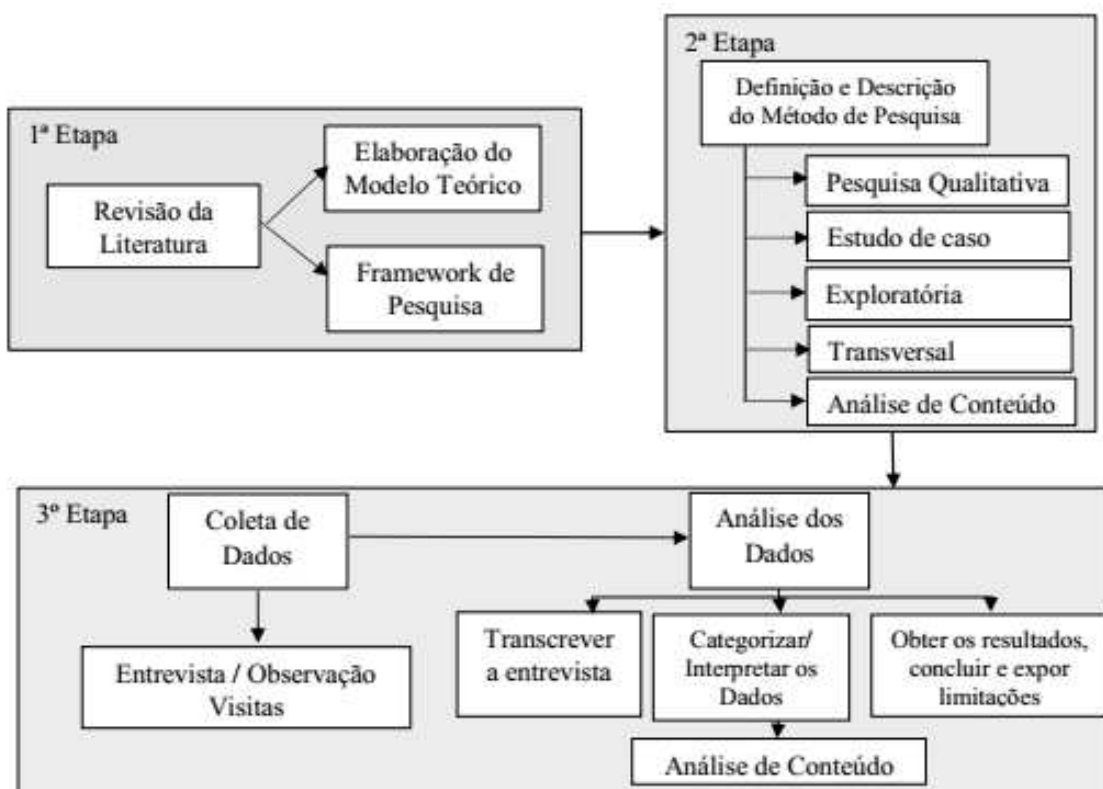 1ª Etapa
Revisão da
Literatura
Elaboração do
Modelo Teórico
Framework de
Pesquisa
2ª Etapa
Definição e Descrição
do Método de Pesquisa
Pesquisa Qualitativa
Estudo de caso
Exploratória
Transversal
Análise de Conteúdo
3º Etapa
Coleta de
Dados
Entrevista / Observação
Visitas
Análise dos
Dados
Transcrever
a entrevista
Categorizar/
Interpretar os
Dados
Análise de Conteúdo
Obter os resultados,
concluir e expor
limitações